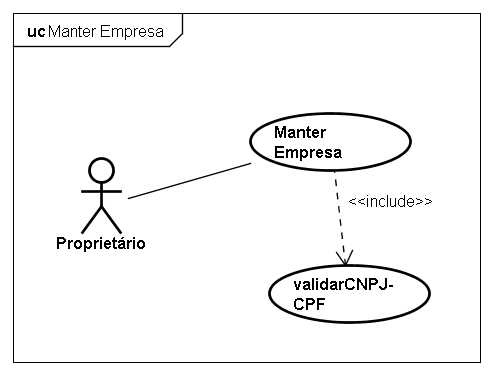 uc Manter Empresa
Manter
Empresa
<<include>>
Proprietário
validarCNPJ-
CPF